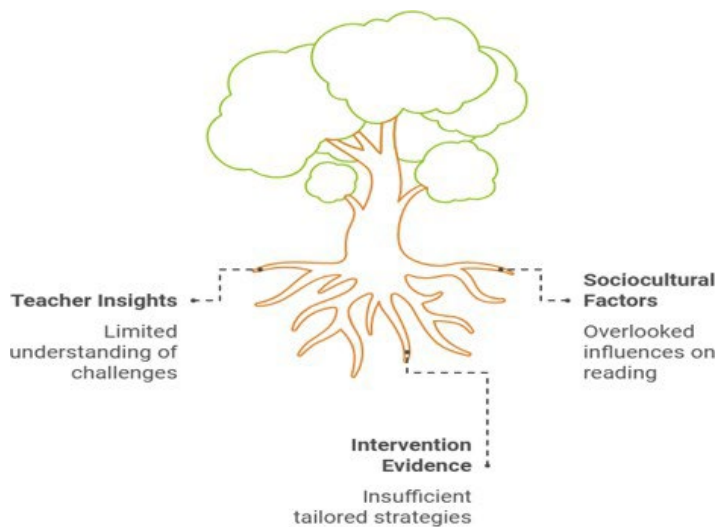 Teacher Insights
Limited
understanding of
challenges
Sociocultural
Factors
Overlooked
influences on
reading
Intervention
Evidence
Insufficient
tailored strategies